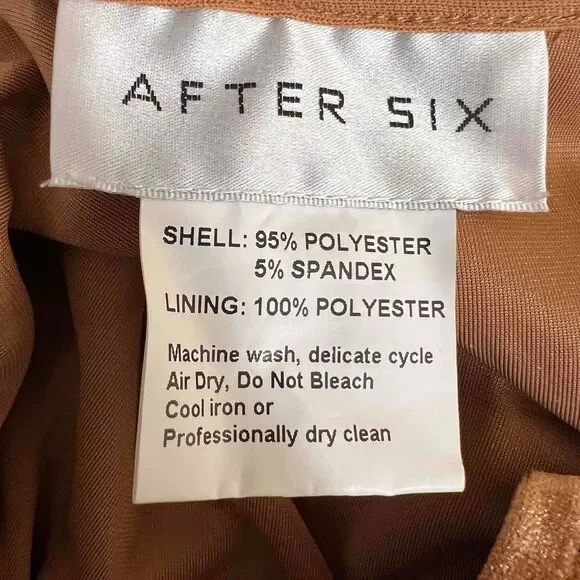 AFTER SIX
SHELL: 95% POLYESTER
5% SPANDEX
LINING: 100% POLYESTER
Machine wash, delicate cycle
Air Dry, Do Not Bleach
Cool iron or
Professionally dry clean